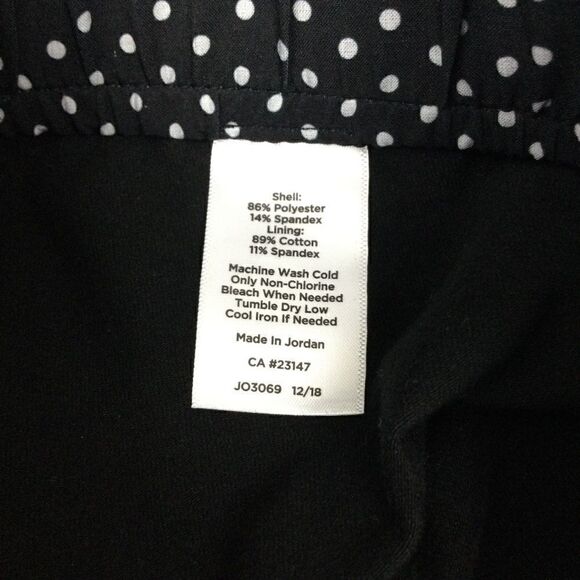 Shell:
86% Polyester
14% Spandex
Lining:
89% Cotton
11% Spandex
Machine Wash Cold
Only Non-Chlorine
Bleach When Needed
Tumble Dry Low
Cool Iron If Needed
Made In Jordan
CA #23147
JO3069 12/18